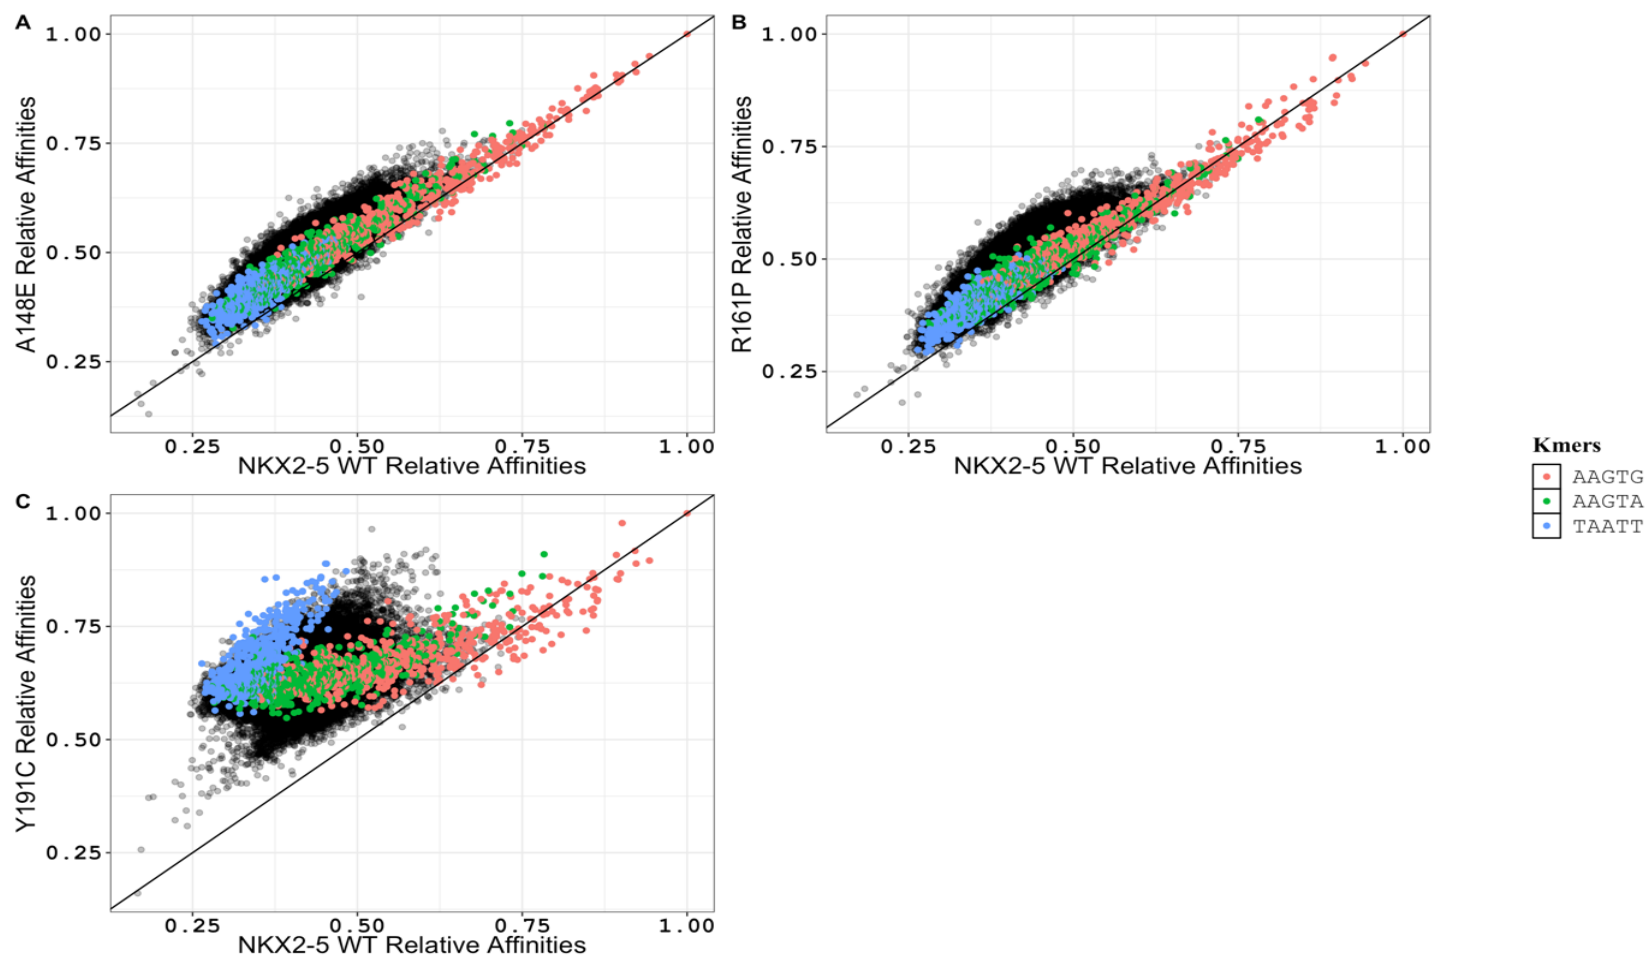 A
1.00
0.75
0.50
0.25
A148E Relative Affinities
0.25 0.50 0.75 1.00
NKX2-5 WT Relative Affinities
B
1.00
0.75
0.50
0.25
R161P Relative Affinities
0.25 0.50 0.75 1.00
NKX2-5 WT Relative Affinities
C
1.00
0.75
0.50
0.25
Y191C Relative Affinities
0.25 0.50 0.75 1.00
NKX2-5 WT Relative Affinities
Kmers
AAGTG
AAGTA
TAATT